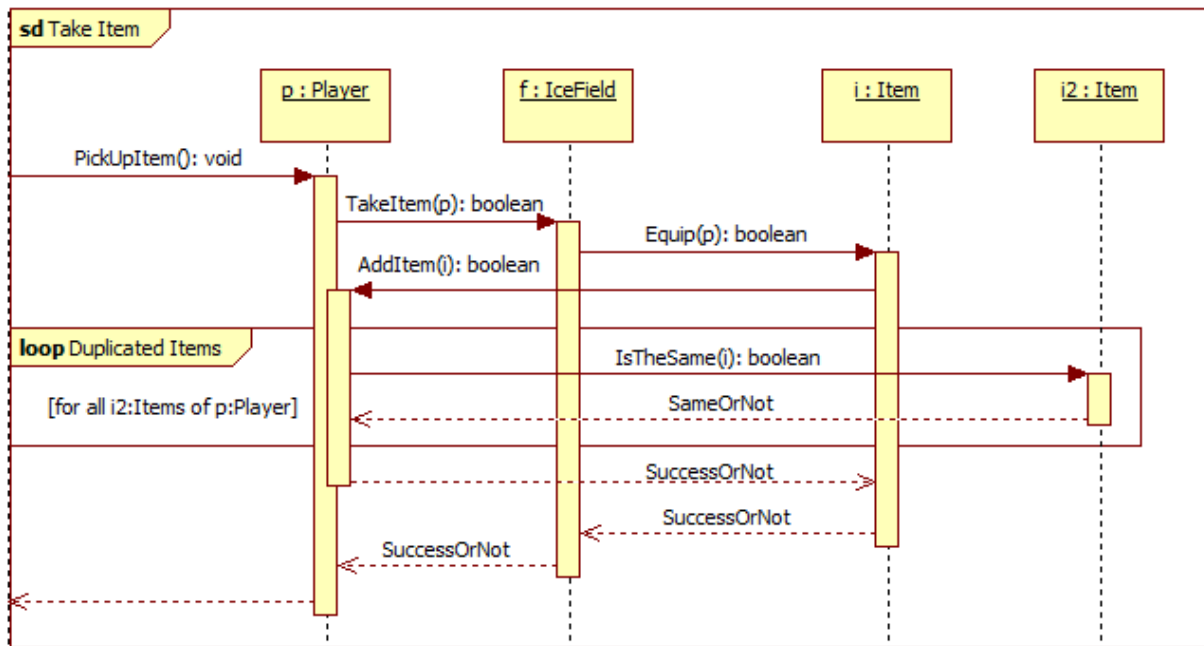 sd Take Item
p : Player
f : IceField
i : Item
i2 : Item
PickUpItem(): void
TakeItem(p): boolean
Equip(p): boolean
AddItem(i): boolean
loop Duplicated Items
IsTheSame(i): boolean
[for all i2:Items of p:Player]
SameOrNot
SuccessOrNot
SuccessOrNot
SuccessOrNot